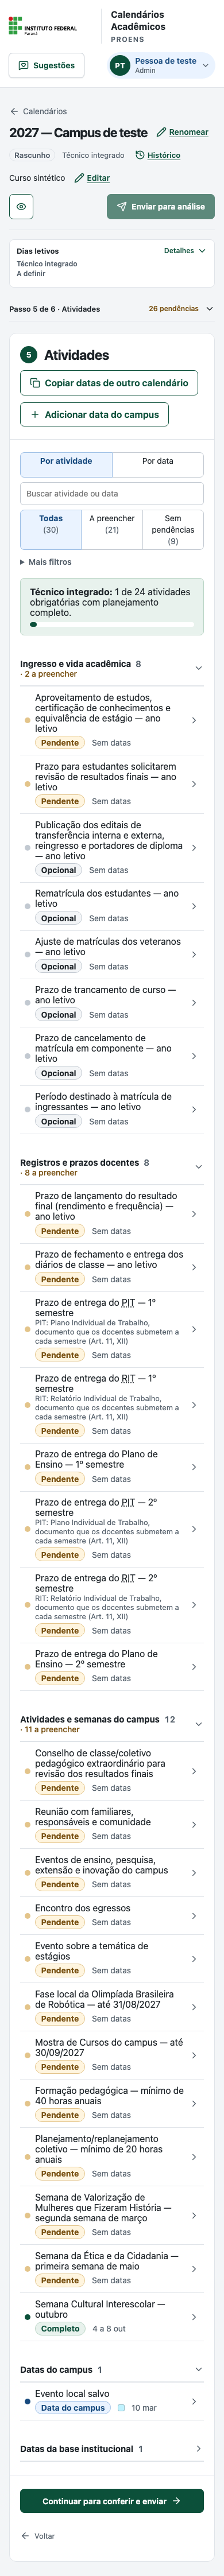 INSTITUTO FEDERAL
Paraná
Calendários
Acadêmicos
PROENS
Sugestões
PT
Pessoa de teste
Admin
Calendários
2027 — Campus de teste
Renomear
Rascunho
Técnico integrado
Histórico
Curso sintético
Editar
Enviar para análise
Dias letivos
Detalhes
Técnico integrado
A definir
Passo 5 de 6 · Atividades
26 pendências
5
Atividades
Copiar datas de outro calendário
Adicionar data do campus
Por atividade
Por data
Buscar atividade ou data
Todas
(30)
A preencher
(21)
Sem
pendências
(9)
Mais filtros
Técnico integrado: 1 de 24 atividades
obrigatórias com planejamento
completo.
Ingresso e vida acadêmica 8
· 2 a preencher
Aproveitamento de estudos,
certificação de conhecimentos e
equivalência de estágio — ano
letivo
Pendente Sem datas
Prazo para estudantes solicitarem
revisão de resultados finais — ano
letivo
Pendente Sem datas
Publicação dos editais de
transferência interna e externa,
reingresso e portadores de diploma
— ano letivo
Opcional Sem datas
Rematrícula dos estudantes — ano
letivo
Opcional Sem datas
Ajuste de matrículas dos veteranos
— ano letivo
Opcional Sem datas
Prazo de trancamento de curso —
ano letivo
Opcional Sem datas
Prazo de cancelamento de
matrícula em componente — ano
letivo
Opcional Sem datas
Período destinado à matrícula de
ingressantes — ano letivo
Opcional Sem datas
Registros e prazos docentes 8
· 8 a preencher
Prazo de lançamento do resultado
final (rendimento e frequência) —
ano letivo
Pendente Sem datas
Prazo de fechamento e entrega dos
diários de classe — ano letivo
Pendente Sem datas
Prazo de entrega do PIT — 1º
semestre
PIT: Plano Individual de Trabalho,
documento que os docentes submetem a
cada semestre (Art. 11, XII)
Pendente Sem datas
Prazo de entrega do RIT — 1º
semestre
RIT: Relatório Individual de Trabalho,
documento que os docentes submetem a
cada semestre (Art. 11, XII)
Pendente Sem datas
Prazo de entrega do Plano de
Ensino — 1º semestre
Pendente Sem datas
Prazo de entrega do PIT — 2º
semestre
PIT: Plano Individual de Trabalho,
documento que os docentes submetem a
cada semestre (Art. 11, XII)
Pendente Sem datas
Prazo de entrega do RIT — 2º
semestre
RIT: Relatório Individual de Trabalho,
documento que os docentes submetem a
cada semestre (Art. 11, XII)
Pendente Sem datas
Prazo de entrega do Plano de
Ensino — 2º semestre
Pendente Sem datas
Atividades e semanas do campus 12
· 11 a preencher
Conselho de classe/coletivo
pedagógico extraordinário para
revisão dos resultados finais
Pendente Sem datas
Reunião com familiares,
responsáveis e comunidade
Pendente Sem datas
Eventos de ensino, pesquisa,
extensão e inovação do campus
Pendente Sem datas
Encontro dos egressos
Pendente Sem datas
Evento sobre a temática de
estágios
Pendente Sem datas
Fase local da Olimpíada Brasileira
de Robótica — até 31/08/2027
Pendente Sem datas
Mostra de Cursos do campus — até
30/09/2027
Pendente Sem datas
Formação pedagógica — mínimo de
40 horas anuais
Pendente Sem datas
Planejamento/replanejamento
coletivo — mínimo de 20 horas
anuais
Pendente Sem datas
Semana de Valorização de
Mulheres que Fizeram História —
segunda semana de março
Pendente Sem datas
Semana da Ética e da Cidadania —
primeira semana de maio
Pendente Sem datas
Semana Cultural Interescolar —
outubro
Completo 4 a 8 out
Datas do campus 1
Evento local salvo
Data do campus 10 mar
Datas da base institucional 1
Continuar para conferir e enviar
Voltar